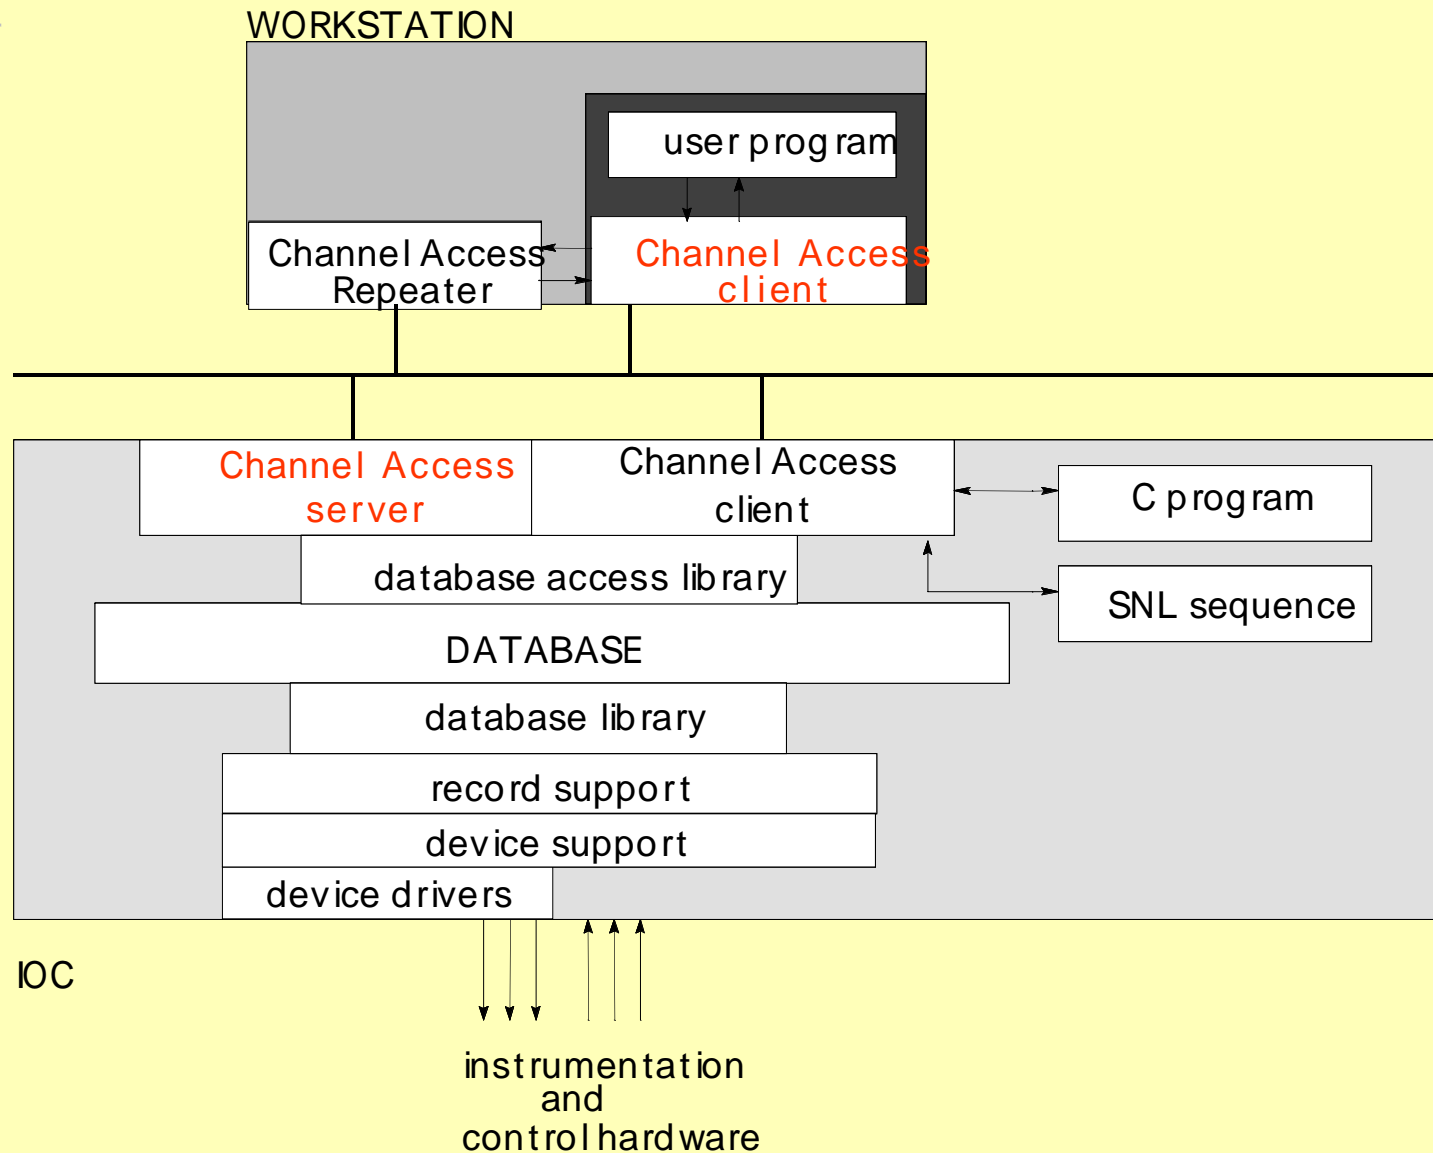 WORKSTATION
user program
Channel Access
Repeater
Channel Access
client
Channel Access
server
Channel Access
client
C program
database access library
SNL sequence
DATABASE
database library
record support
device support
device drivers
IOC
instrumentation
and
control hardware